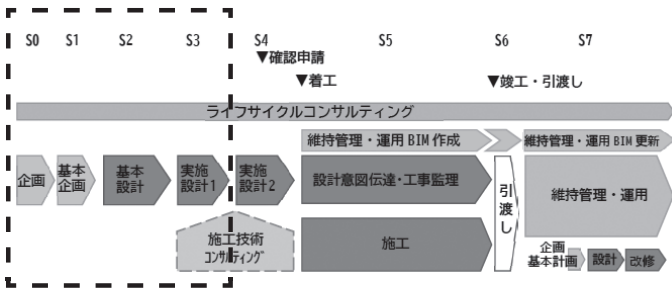 S0 S1 S2 S3 S4 S5 S6 S7
▼確認申請
▼着工 ▼竣工・引渡し
ライフサイクルコンサルティング
維持管理・運用 BIM 作成 維持管理・運用 BIM 更新
企画
基本
企画
基本
設計
実施
設計1
実施
設計2
設計意図伝達・工事監理
引渡し
維持管理・運用
施工技術
コンサルティング
施工
企画
基本計画
設計
改修